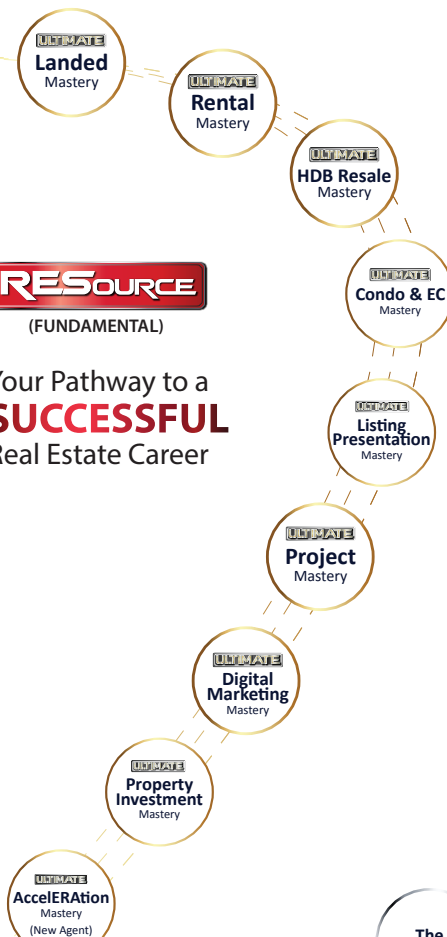 ULTIMATE
Landed
Mastery
ULTIMATE
Rental
Mastery
ULTIMATE
HDB Resale
Mastery
ULTIMATE
Condo & EC
Mastery
RESOURCE
(FUNDAMENTAL)
Your Pathway to a
SUCCESSFUL
Real Estate Career
ULTIMATE
Listing
Presentation
Mastery
ULTIMATE
Project
Mastery
ULTIMATE
Digital
Marketing
Mastery
ULTIMATE
Property
Investment
Mastery
ULTIMATE
AccelERAtion
Mastery
(New Agent)
The